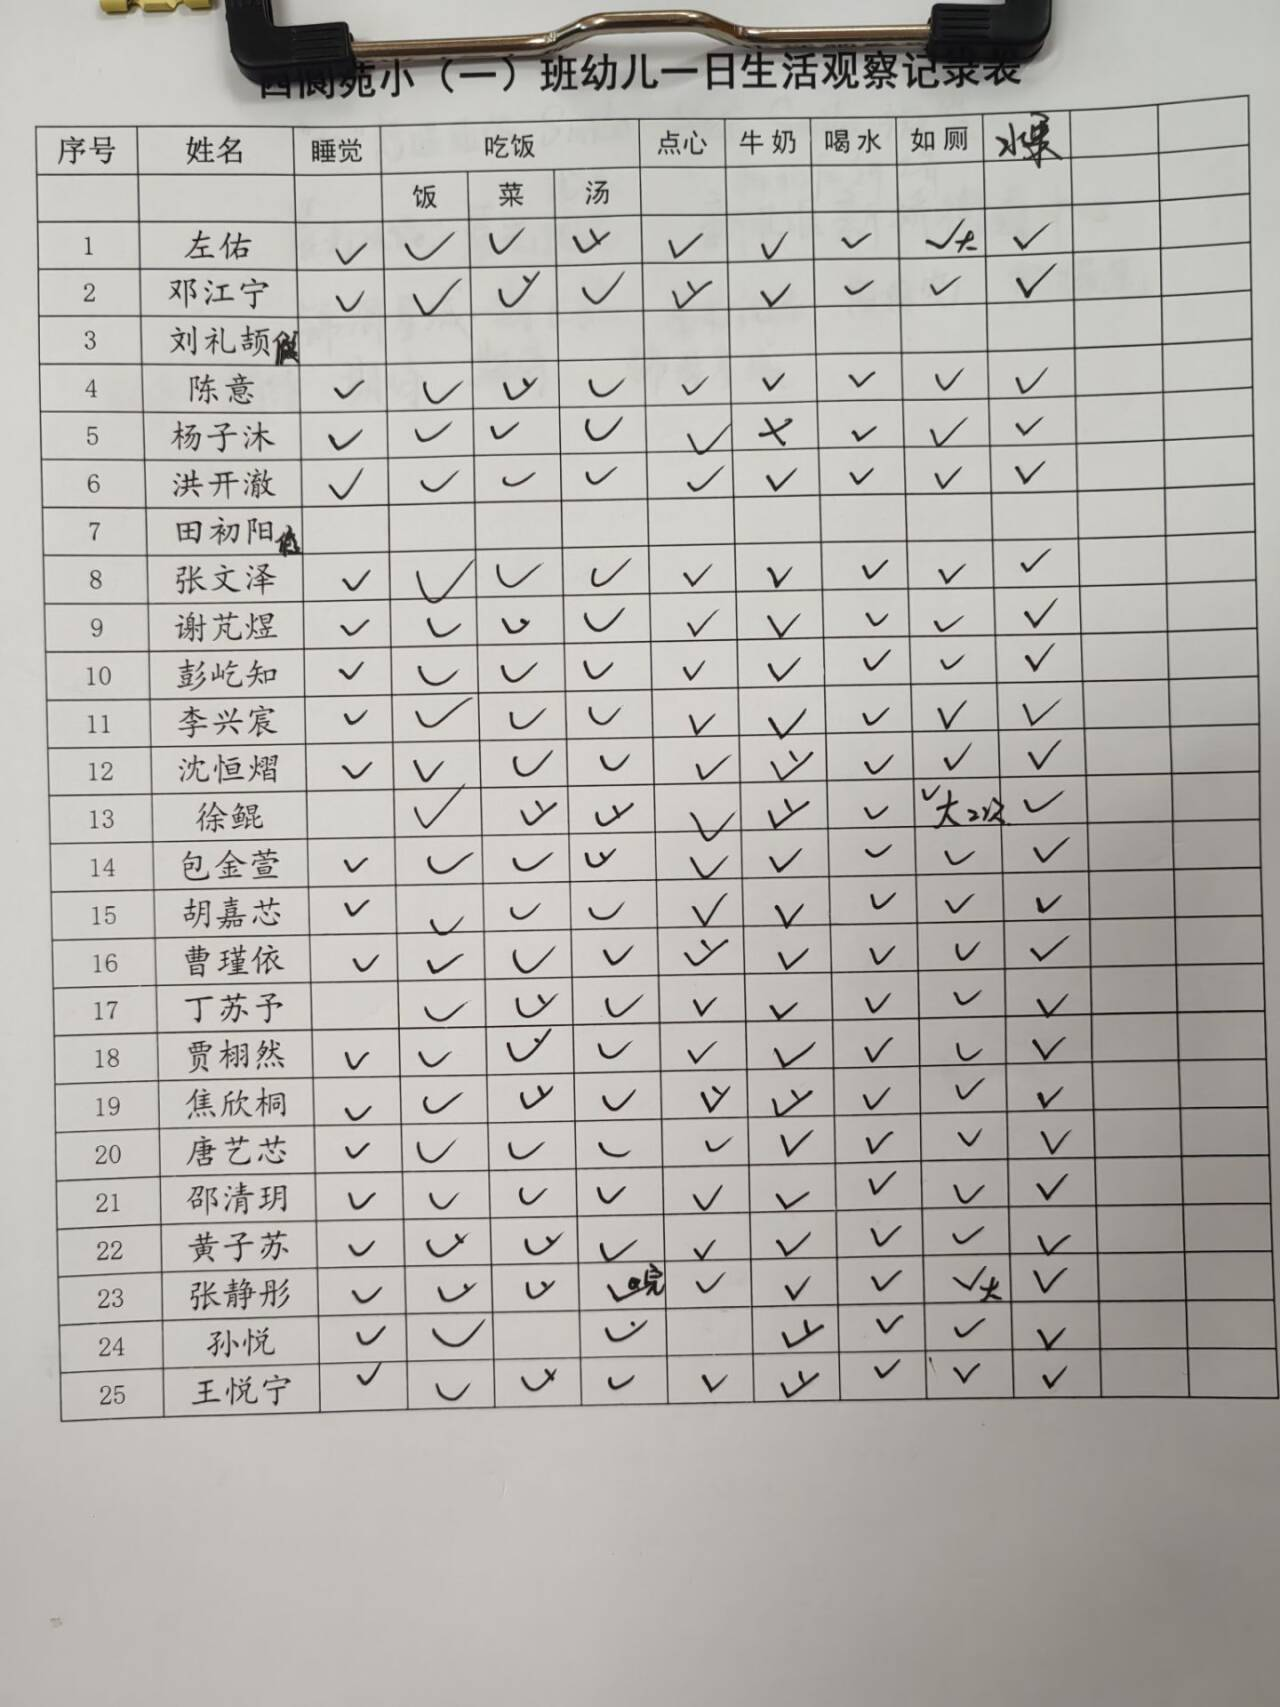 苑小（一）班幼儿一日生活观察记录表
序号 姓名 睡觉 吃饭 点心 牛奶 喝水 如厕 水果
饭 菜 汤
1 左佑 ✓ ✓ ✓ ✓ ✓ ✓ ✓ ✓大 ✓
2 邓江宁 ✓ ✓ ✓ ✓ ✓ ✓ ✓ ✓ ✓
3 刘礼颉 假
4 陈意 ✓ ✓ ✓ ✓ ✓ ✓ ✓ ✓ ✓
5 杨子沐 ✓ ✓ ✓ ✓ ✓ ✗ ✓ ✓ ✓
6 洪开澈 ✓ ✓ ✓ ✓ ✓ ✓ ✓ ✓ ✓
7 田初阳 假
8 张文泽 ✓ ✓ ✓ ✓ ✓ ✓ ✓ ✓ ✓
9 谢芃煜 ✓ ✓ ✓ ✓ ✓ ✓ ✓ ✓ ✓
10 彭屹知 ✓ ✓ ✓ ✓ ✓ ✓ ✓ ✓ ✓
11 李兴宸 ✓ ✓ ✓ ✓ ✓ ✓ ✓ ✓ ✓
12 沈恒熠 ✓ ✓ ✓ ✓ ✓ ✓ ✓ ✓ ✓
13 徐鲲 ✓ ✓ ✓ ✓ ✓ ✓ ✓大2次 ✓
14 包金萱 ✓ ✓ ✓ ✓ ✓ ✓ ✓ ✓ ✓
15 胡嘉芯 ✓ ✓ ✓ ✓ ✓ ✓ ✓ ✓ ✓
16 曹瑾依 ✓ ✓ ✓ ✓ ✓ ✓ ✓ ✓ ✓
17 丁苏予 ✓ ✓ ✓ ✓ ✓ ✓ ✓ ✓
18 贾栩然 ✓ ✓ ✓ ✓ ✓ ✓ ✓ ✓ ✓
19 焦欣桐 ✓ ✓ ✓ ✓ ✓ ✓ ✓ ✓ ✓
20 唐艺芯 ✓ ✓ ✓ ✓ ✓ ✓ ✓ ✓ ✓
21 邵清玥 ✓ ✓ ✓ ✓ ✓ ✓ ✓ ✓ ✓
22 黄子苏 ✓ ✓ ✓ ✓ ✓ ✓ ✓ ✓ ✓
23 张静彤 ✓ ✓ ✓ ✓ ✓ ✓ ✓ ✓大 ✓
24 孙悦 ✓ ✓ ✓ ✓ ✓ ✓ ✓
25 王悦宁 ✓ ✓ ✓ ✓ ✓ ✓ ✓ ✓ ✓